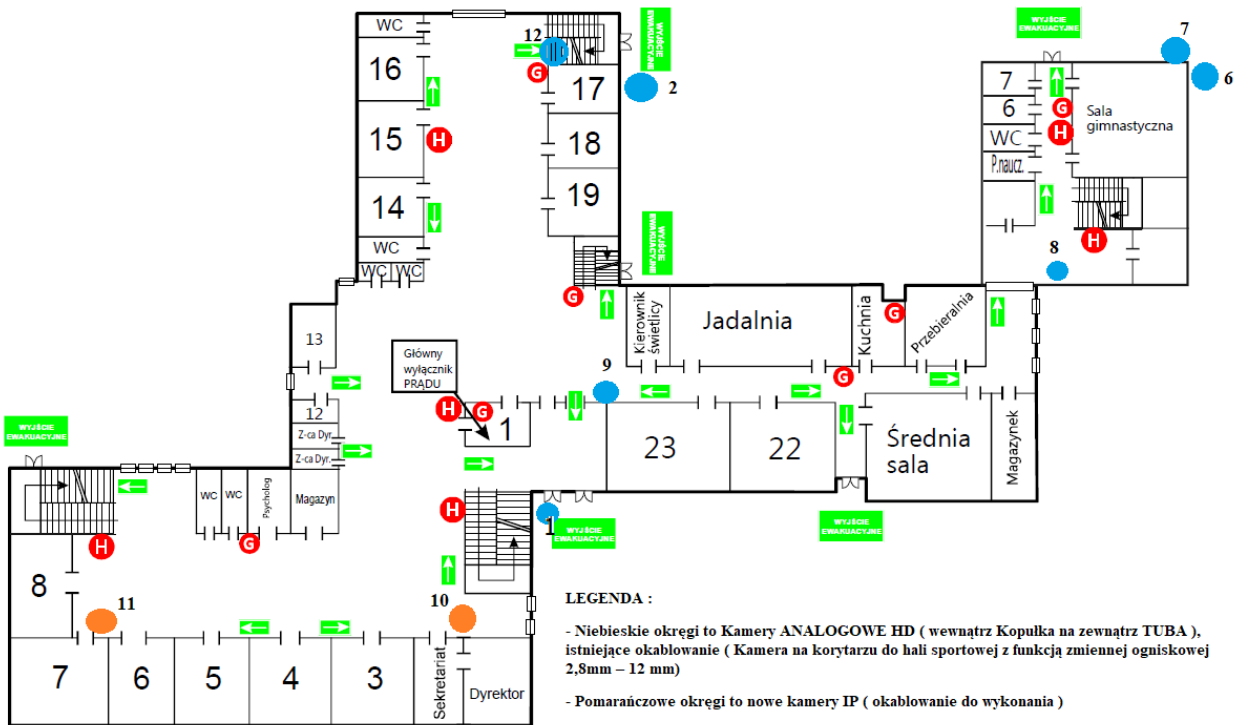 WC
16
15
14
WC
WC WC
12
G
17
18
19
2
WYJŚCIE
EWAKUACYJNE
H
WYJŚCIE
EWAKUACYJNE
G
WYJŚCIE
EWAKUACYJNE
7
6
7
6
WC
P.naucz.
G
H
Sala
gimnastyczna
H
8
13
Główny
wyłącznik
PRĄDU
Kierownik
świetlicy
Jadalnia
Kuchnia
G
Przebieralnia
G
9
12
Z-ca Dyr.
Z-ca Dyr.
H
G
1
23
22
Średnia
sala
Magazynek
WYJŚCIE
EWAKUACYJNE
WC
WC
Psycholog
Magazyn
H
1
WYJŚCIE
EWAKUACYJNE
WYJŚCIE
EWAKUACYJNE
H
G
8
11
10
7
6
5
4
3
Sekretariat
Dyrektor
LEGENDA :
- Niebieskie okręgi to Kamery ANALOGOWE HD ( wewnątrz Kopułka na zewnątrz TUBA ),
istniejące okablowanie ( Kamera na korytarzu do hali sportowej z funkcją zmiennej ogniskowej
2,8mm – 12 mm)
- Pomarańczowe okręgi to nowe kamery IP ( okablowanie do wykonania )